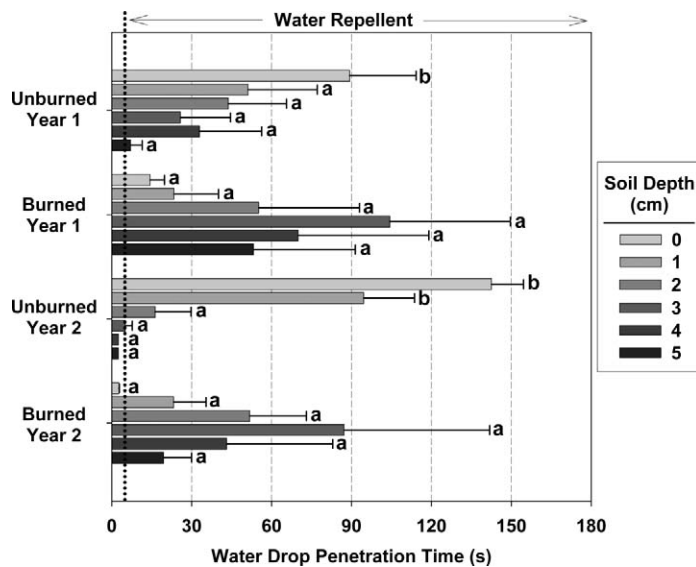 Water Repellent
Unburned
Year 1
b
a
a
a
a
a
Burned
Year 1
a
a
a
a
a
a
Unburned
Year 2
b
b
a
a
a
a
Burned
Year 2
a
a
a
a
a
a
Soil Depth
(cm)
0
1
2
3
4
5
0 30 60 90 120 150 180
Water Drop Penetration Time (s)